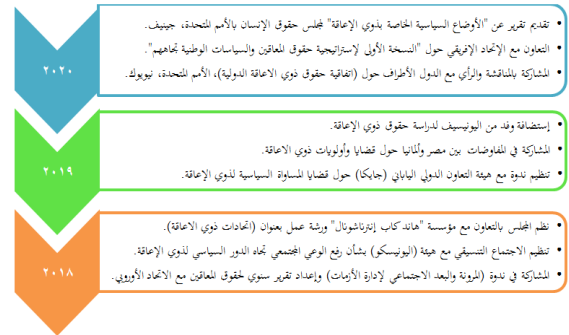 ٢٠٢٠
• تقديم تقرير عن "الأوضاع السياسية الخاصة بذوي الإعاقة" لمجلس حقوق الإنسان بالأمم المتحدة، جينيف.
• التعاون مع الإتحاد الإفريقي حول "النسخة الأولى لإستراتيجية حقوق المعاقين والسياسات الوطنية تجاههم".
• المشاركة بالمناقشة والرأي مع الدول الأطراف حول (اتفاقية حقوق ذوي الاعاقة الدولية)، الأمم المتحدة، نيويوك.
٢٠١٩
• إستضافة وفد من اليونيسيف لدراسة حقوق ذوي الإعاقة.
• المشاركة في المفاوضات بين مصر وألمانيا حول قضايا وأولويات ذوي الاعاقة.
• تنظيم ندوة مع هيئة التعاون الدولي الياباني (جايكا) حول قضايا المساواة السياسية لذوي الإعاقة.
٢٠١٨
• نظم المجلس بالتعاون مع مؤسسة "هاندكاب إنترناشونال" ورشة عمل بعنوان (اتحادات ذوي الاعاقة).
• تنظيم الاجتماع التنسيقي مع هيئة (اليونيسكو) بشأن رفع الوعي المجتمعي تجاه الدور السياسي لذوي الإعاقة.
• المشاركة في ندوة (المرونة والبعد الاجتماعي لإدارة الأزمات) وإعداد تقرير سنوي لحقوق المعاقين مع الاتحاد الأوروبي.